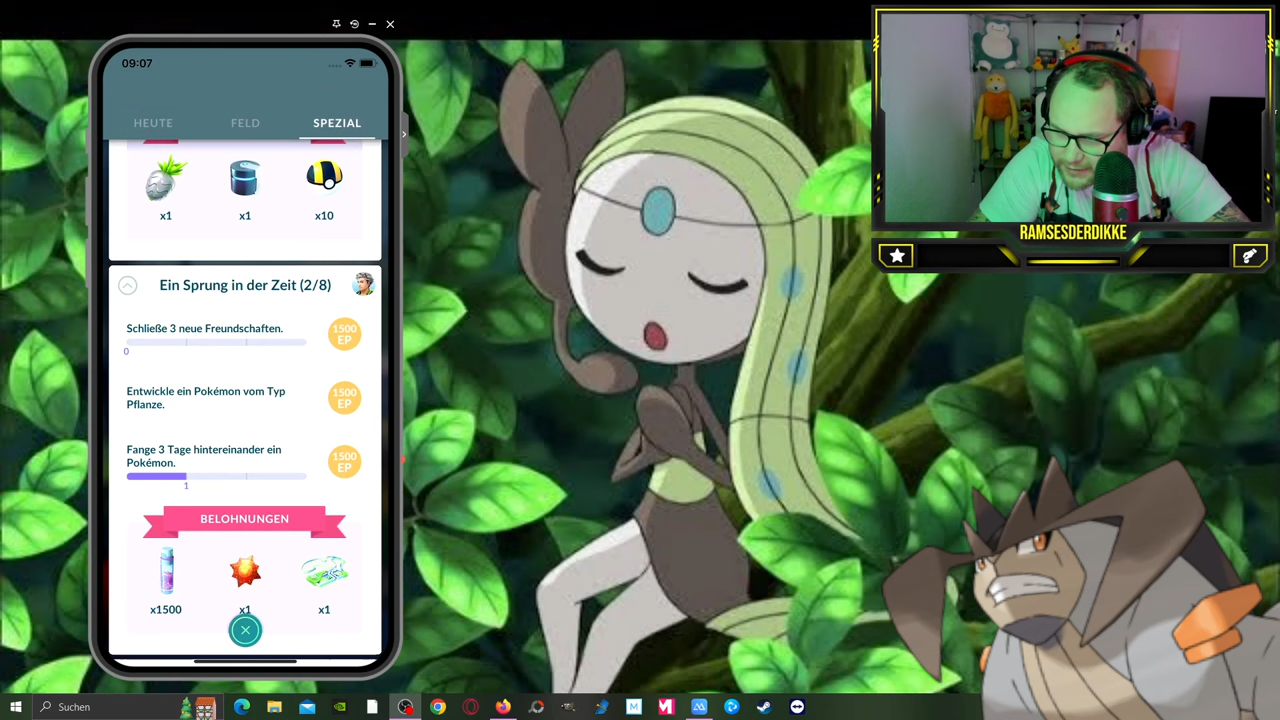 09:07
HEUTE
FELD
SPEZIAL
x1
x1
x10
Ein Sprung in der Zeit (2/8)
Schließe 3 neue Freundschaften.
1500
EP
0
Entwickle ein Pokémon vom Typ
Pflanze.
1500
EP
Fange 3 Tage hintereinander ein
Pokémon.
1500
EP
1
BELOHNUNGEN
x1500
x1
x1
RAMSESDERDIKKE
Suchen